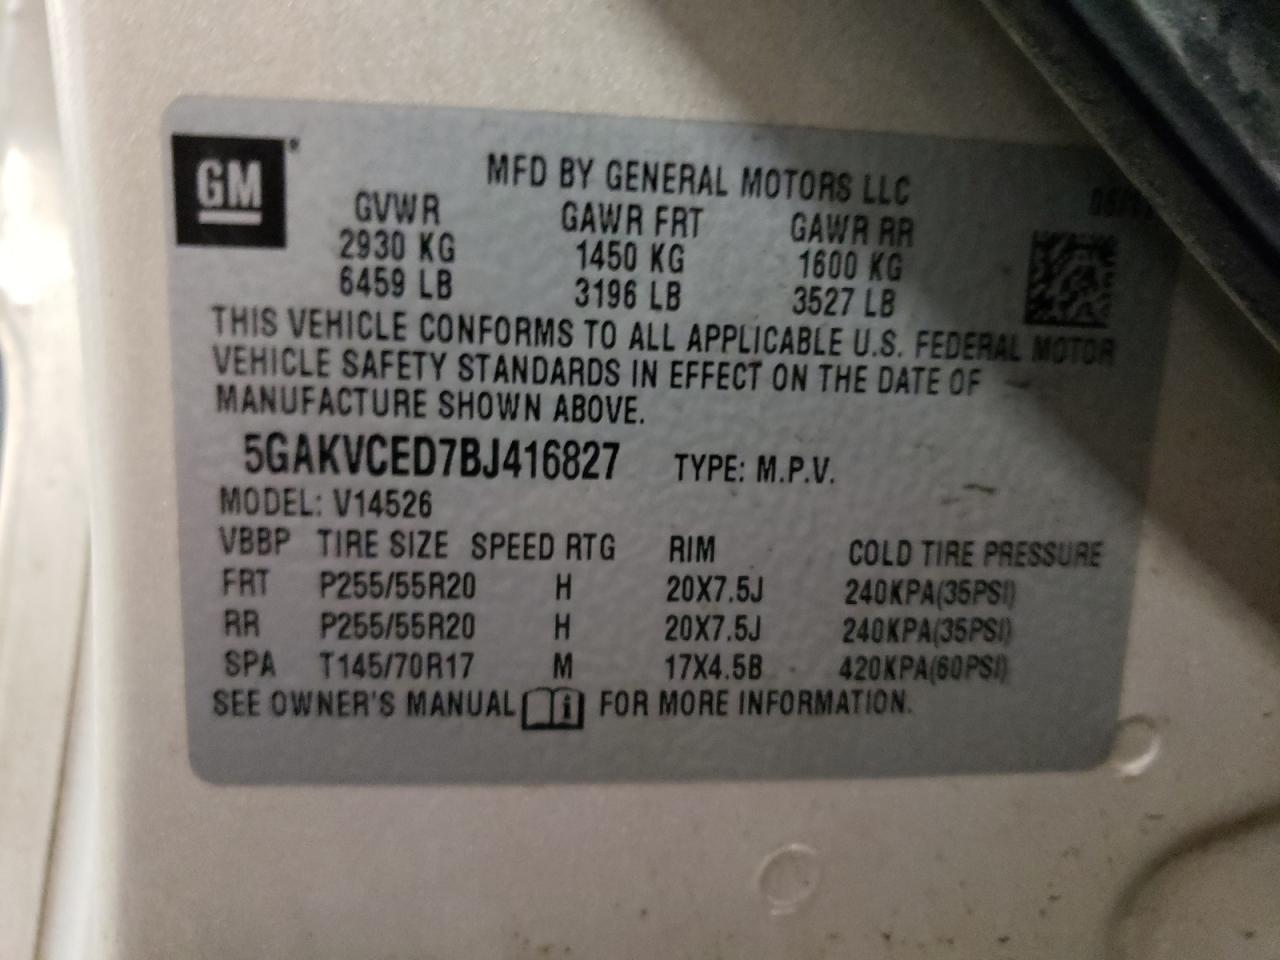 GM
MFD BY GENERAL MOTORS LLC
GVWR GAWR FRT GAWR RR
2930 KG 1450 KG 1600 KG
6459 LB 3196 LB 3527 LB
THIS VEHICLE CONFORMS TO ALL APPLICABLE U.S. FEDERAL MOTOR
VEHICLE SAFETY STANDARDS IN EFFECT ON THE DATE OF
MANUFACTURE SHOWN ABOVE.
5GAKVCED7BJ416827 TYPE: M.P.V.
MODEL: V14526
VBBP TIRE SIZE SPEED RTG RIM COLD TIRE PRESSURE
FRT P255/55R20 H 20X7.5J 240KPA(35PSI)
RR P255/55R20 H 20X7.5J 240KPA(35PSI)
SPA T145/70R17 M 17X4.5B 420KPA(60PSI)
SEE OWNER'S MANUAL FOR MORE INFORMATION.